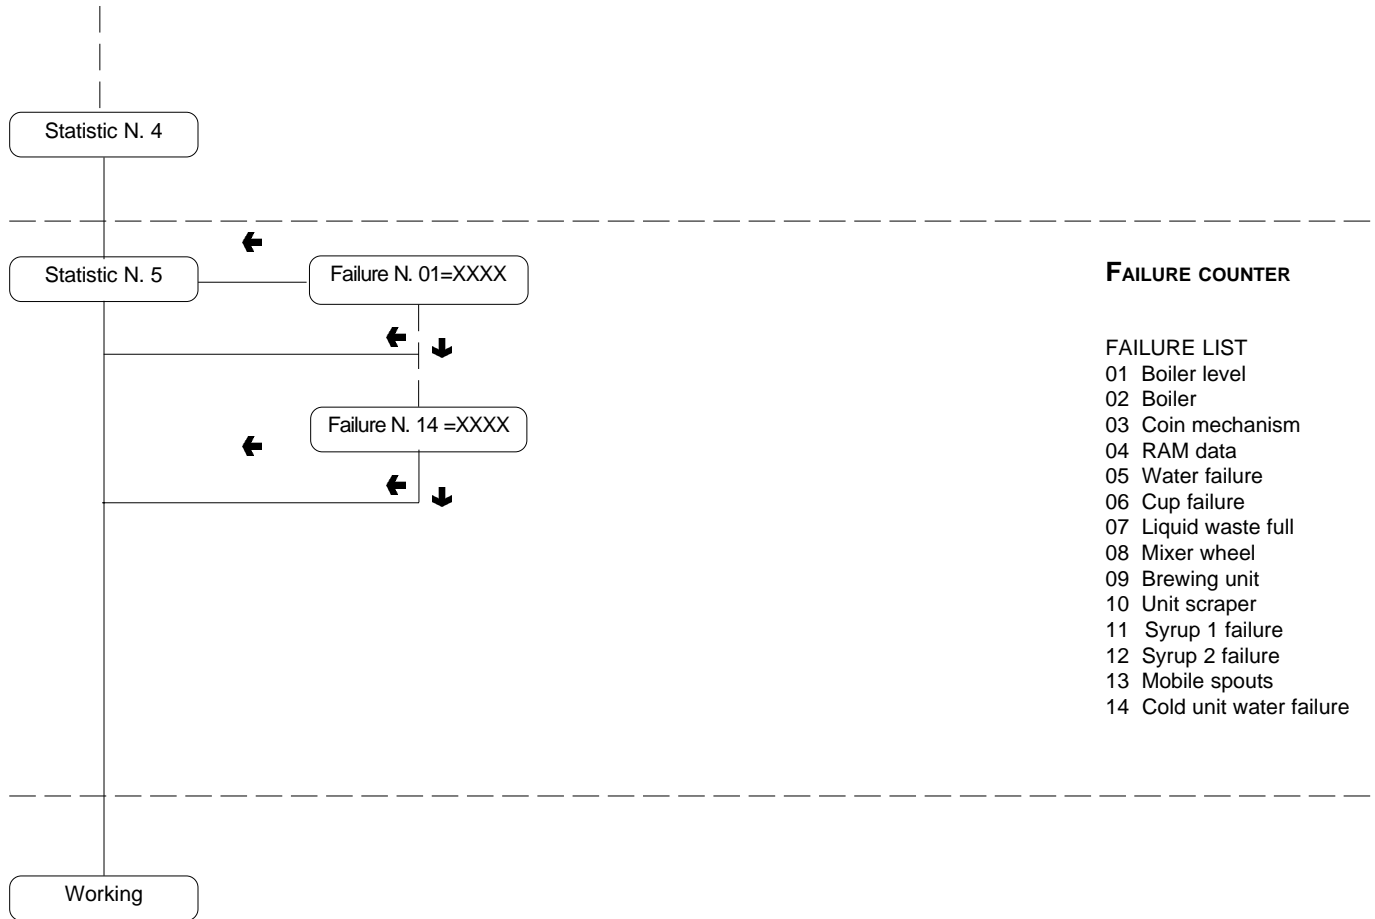 Statistic N. 4
Statistic N. 5
Failure N. 01=XXXX
Failure N. 14 =XXXX
Working
FAILURE COUNTER
FAILURE LIST
01 Boiler level
02 Boiler
03 Coin mechanism
04 RAM data
05 Water failure
06 Cup failure
07 Liquid waste full
08 Mixer wheel
09 Brewing unit
10 Unit scraper
11 Syrup 1 failure
12 Syrup 2 failure
13 Mobile spouts
14 Cold unit water failure